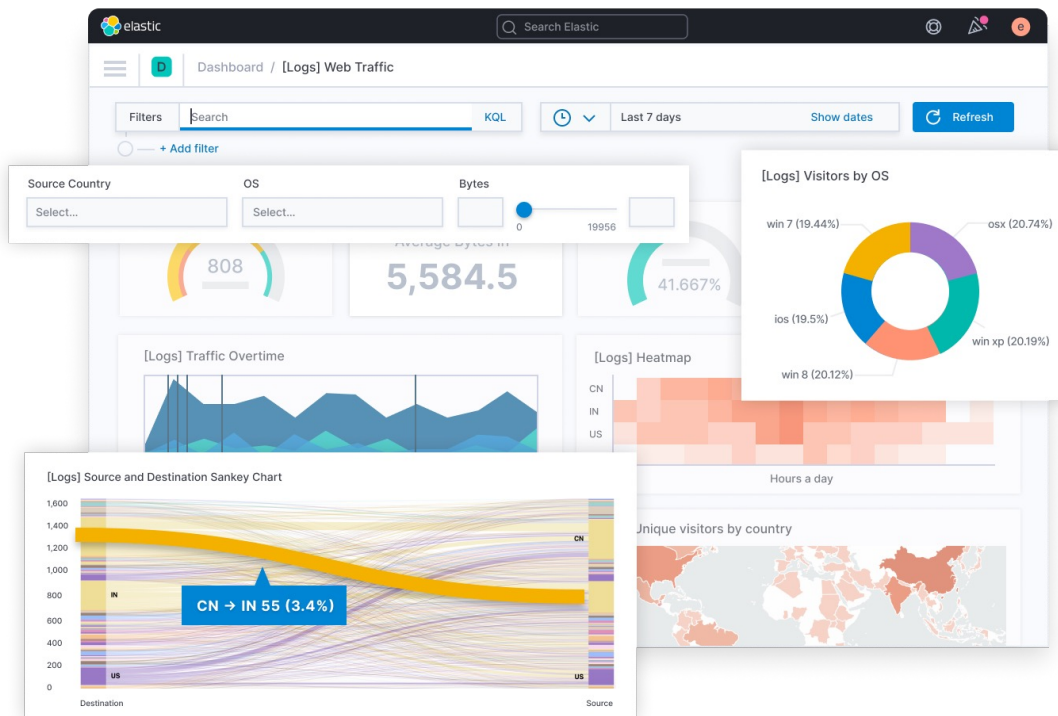 elastic
Search Elastic
e
D
Dashboard / [Logs] Web Traffic
Filters
Search
KQL
Last 7 days
Show dates
Refresh
+ Add filter
Source Country
OS
Bytes
Select...
Select...
0
19956
[Logs] Visitors by OS
win 7 (19.44%)
osx (20.74%)
ios (19.5%)
win xp (20.19%)
win 8 (20.12%)
808
Average Bytes In
5,584.5
41.667%
[Logs] Traffic Overtime
[Logs] Heatmap
CN
IN
US
Hours a day
[Logs] Source and Destination Sankey Chart
1,600
1,400
1,200
1,000
800
600
400
200
0
CN
IN
CN → IN 55 (3.4%)
US
US
Destination
Source
Unique visitors by country